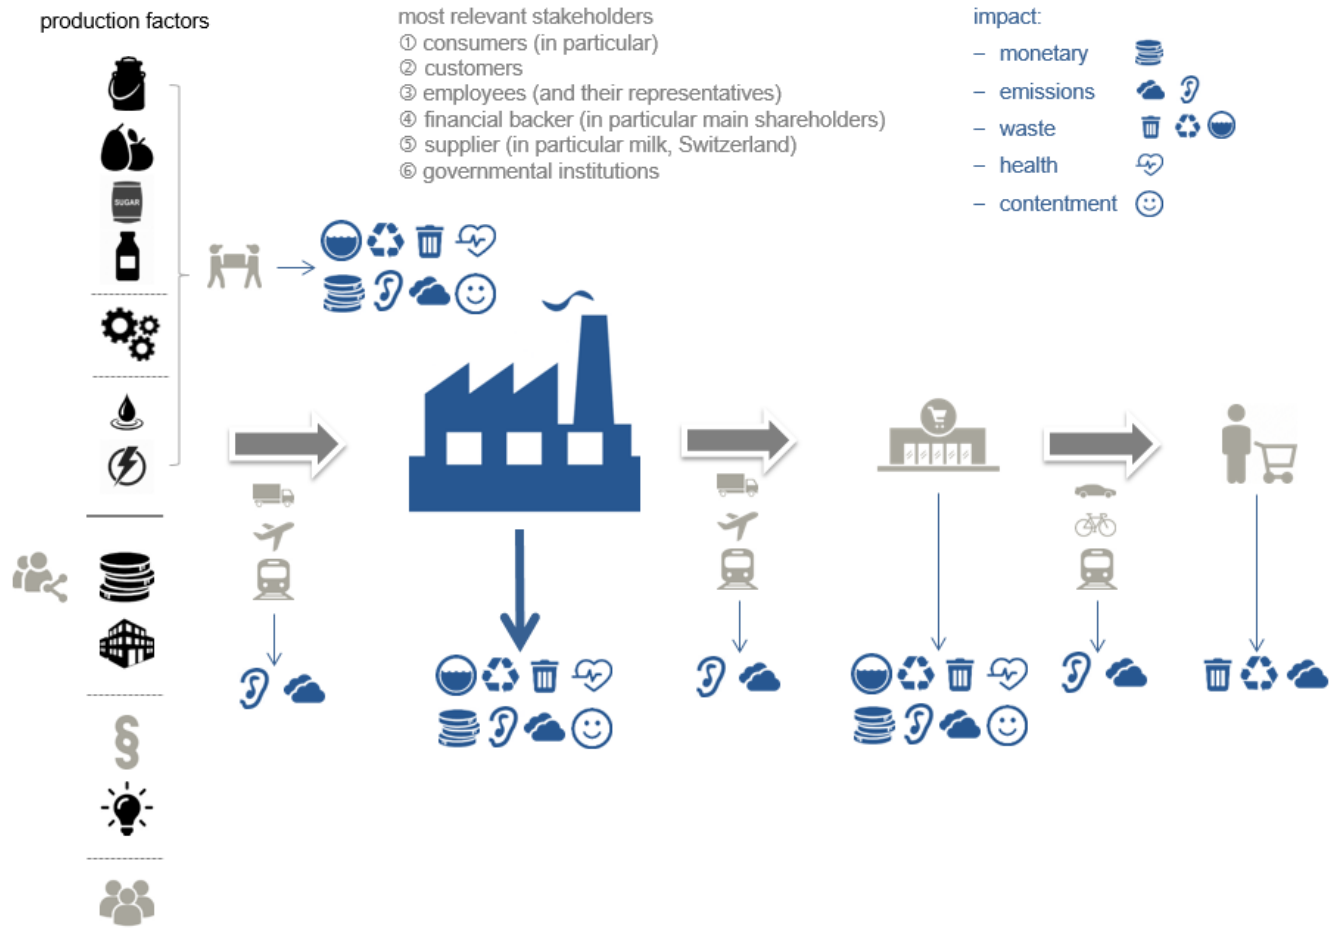 production factors
most relevant stakeholders
① consumers (in particular)
② customers
③ employees (and their representatives)
④ financial backer (in particular main shareholders)
⑤ supplier (in particular milk, Switzerland)
⑥ governmental institutions
impact:
– monetary
– emissions
– waste
– health
– contentment
SUGAR
§